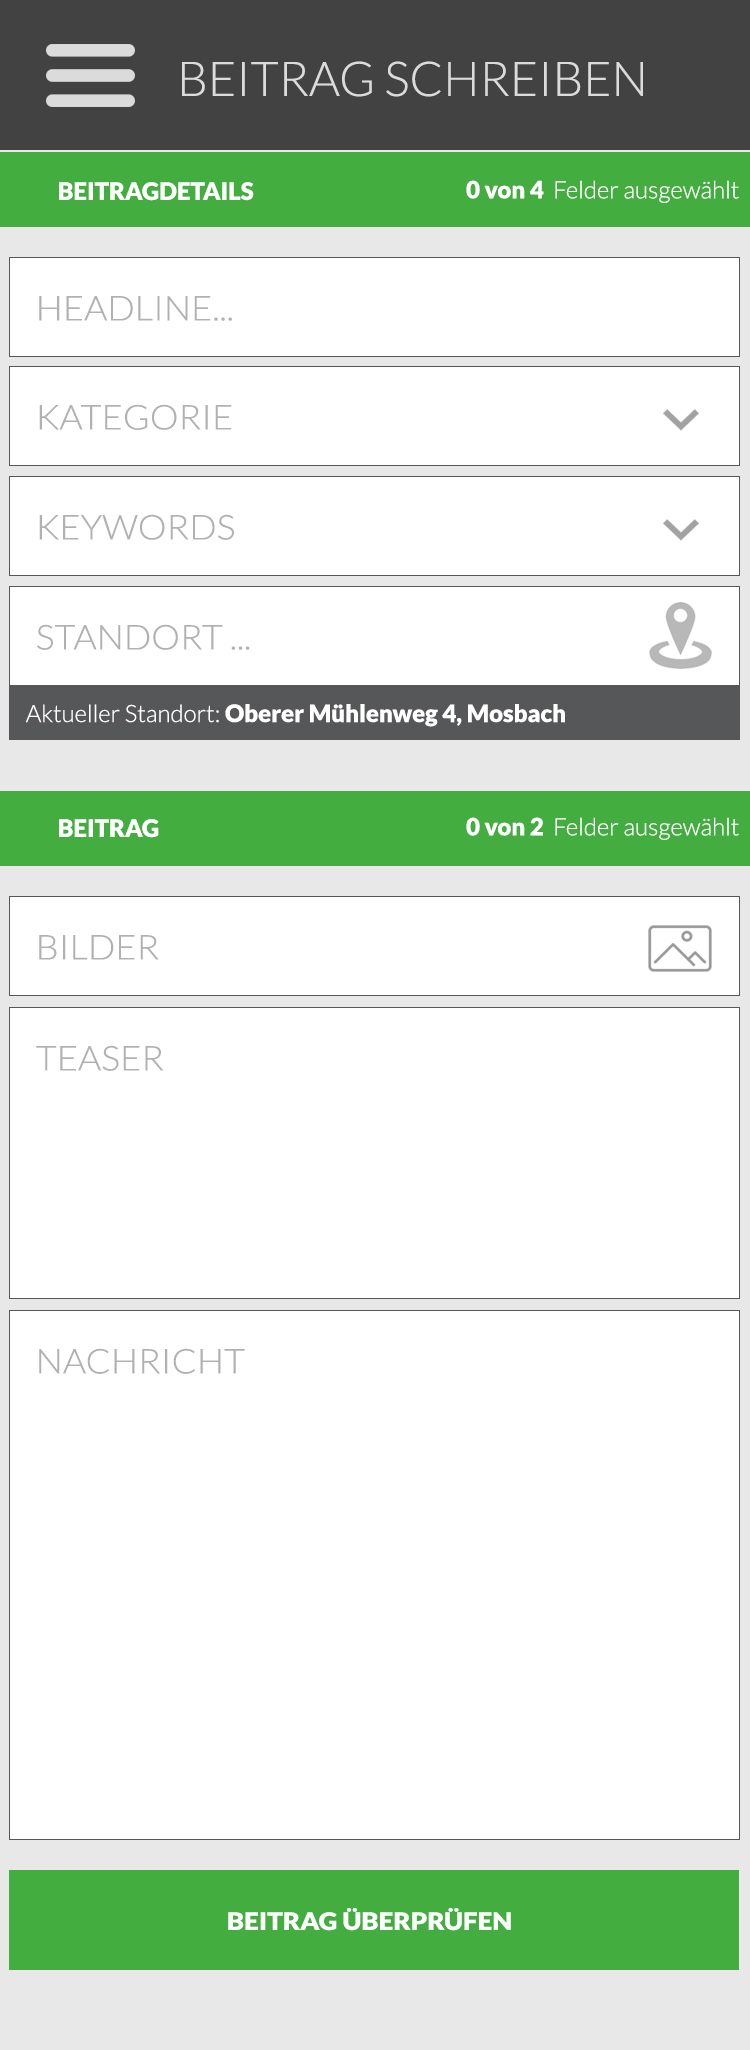 BEITRAG SCHREIBEN
BEITRAGDETAILS 0 von 4 Felder ausgewählt
HEADLINE...
KATEGORIE
KEYWORDS
STANDORT ...
Aktueller Standort: Oberer Mühlenweg 4, Mosbach
BEITRAG 0 von 2 Felder ausgewählt
BILDER
TEASER
NACHRICHT
BEITRAG ÜBERPRÜFEN